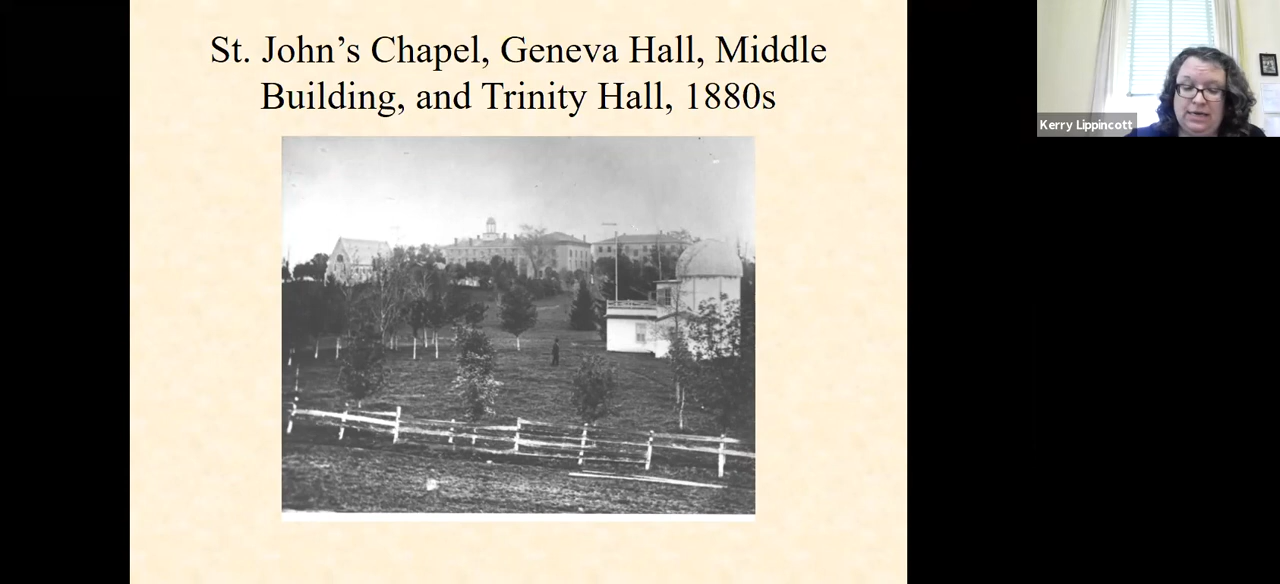 St. John’s Chapel, Geneva Hall, Middle
Building, and Trinity Hall, 1880s
Kerry Lippincott